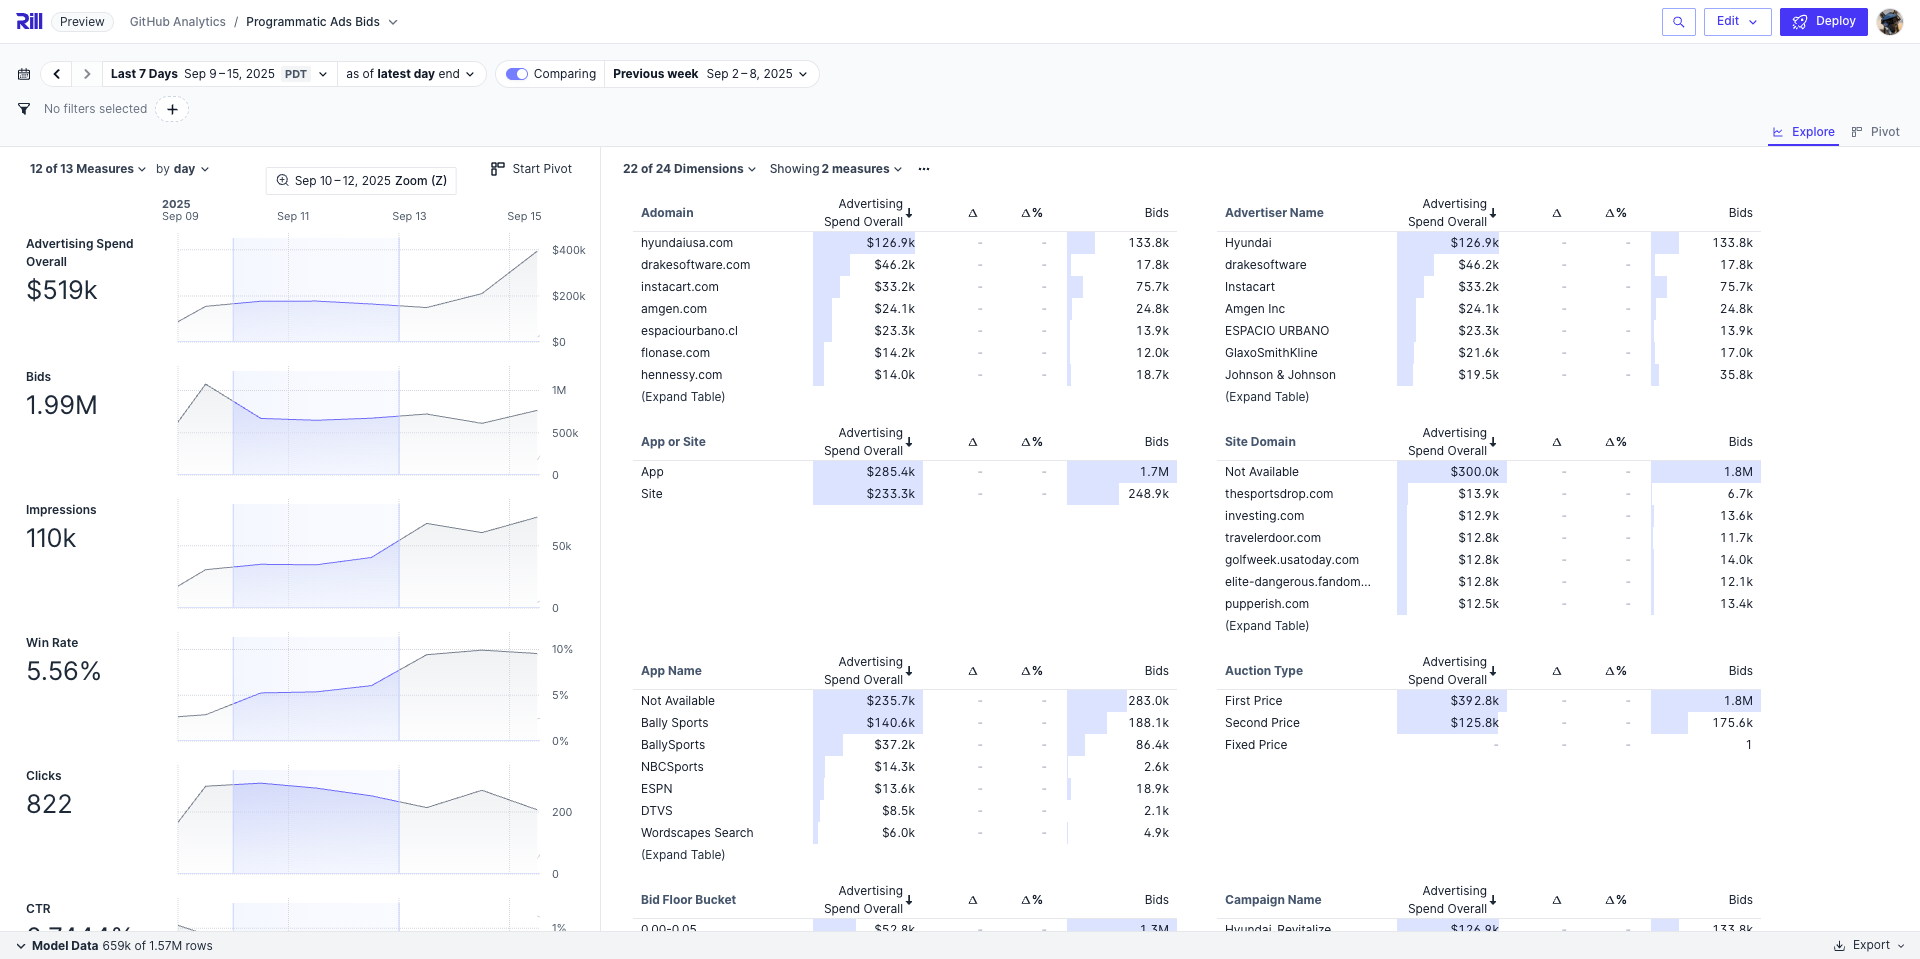 Rill Preview GitHub Analytics / Programmatic Ads Bids Edit Deploy
Last 7 Days Sep 9 – 15, 2025 PDT as of latest day end Comparing Previous week Sep 2 – 8, 2025
No filters selected +
Explore Pivot
12 of 13 Measures by day Start Pivot
Sep 10 – 12, 2025 Zoom (Z)
2025
Sep 09 Sep 11 Sep 13 Sep 15
Advertising Spend
Overall
$519k
$400k
$200k
$0
Bids
1.99M
1M
500k
0
Impressions
110k
50k
0
Win Rate
5.56%
10%
5%
0%
Clicks
822
200
0
CTR
1%
22 of 24 Dimensions Showing 2 measures ...
Adomain Advertising Spend Overall ↓ Δ Δ% Bids
hyundaiusa.com $126.9k - - 133.8k
drakesoftware.com $46.2k - - 17.8k
instacart.com $33.2k - - 75.7k
amgen.com $24.1k - - 24.8k
espaciourbano.cl $23.3k - - 13.9k
flonase.com $14.2k - - 12.0k
hennessy.com $14.0k - - 18.7k
(Expand Table)
Advertiser Name Advertising Spend Overall ↓ Δ Δ% Bids
Hyundai $126.9k - - 133.8k
drakesoftware $46.2k - - 17.8k
Instacart $33.2k - - 75.7k
Amgen Inc $24.1k - - 24.8k
ESPACIO URBANO $23.3k - - 13.9k
GlaxoSmithKline $21.6k - - 17.0k
Johnson & Johnson $19.5k - - 35.8k
(Expand Table)
App or Site Advertising Spend Overall ↓ Δ Δ% Bids
App $285.4k - - 1.7M
Site $233.3k - - 248.9k
Site Domain Advertising Spend Overall ↓ Δ Δ% Bids
Not Available $300.0k - - 1.8M
thesportsdrop.com $13.9k - - 6.7k
investing.com $12.9k - - 13.6k
travelerdoor.com $12.8k - - 11.7k
golfweek.usatoday.com $12.8k - - 14.0k
elite-dangerous.fandom... $12.8k - - 12.1k
pupperish.com $12.5k - - 13.4k
(Expand Table)
App Name Advertising Spend Overall ↓ Δ Δ% Bids
Not Available $235.7k - - 283.0k
Bally Sports $140.6k - - 188.1k
BallySports $37.2k - - 86.4k
NBCSports $14.3k - - 2.6k
ESPN $13.6k - - 18.9k
DTVS $8.5k - - 2.1k
Wordscapes Search $6.0k - - 4.9k
(Expand Table)
Auction Type Advertising Spend Overall ↓ Δ Δ% Bids
First Price $392.8k - - 1.8M
Second Price $125.8k - - 175.6k
Fixed Price - - - 1
Bid Floor Bucket Advertising Spend Overall ↓ Δ Δ% Bids
0.00-0.05 $52.8k - - 1.3M
Campaign Name Advertising Spend Overall ↓ Δ Δ% Bids
Hyundai_Revitalize $126.9k - - 133.8k
Model Data 659k of 1.57M rows Export